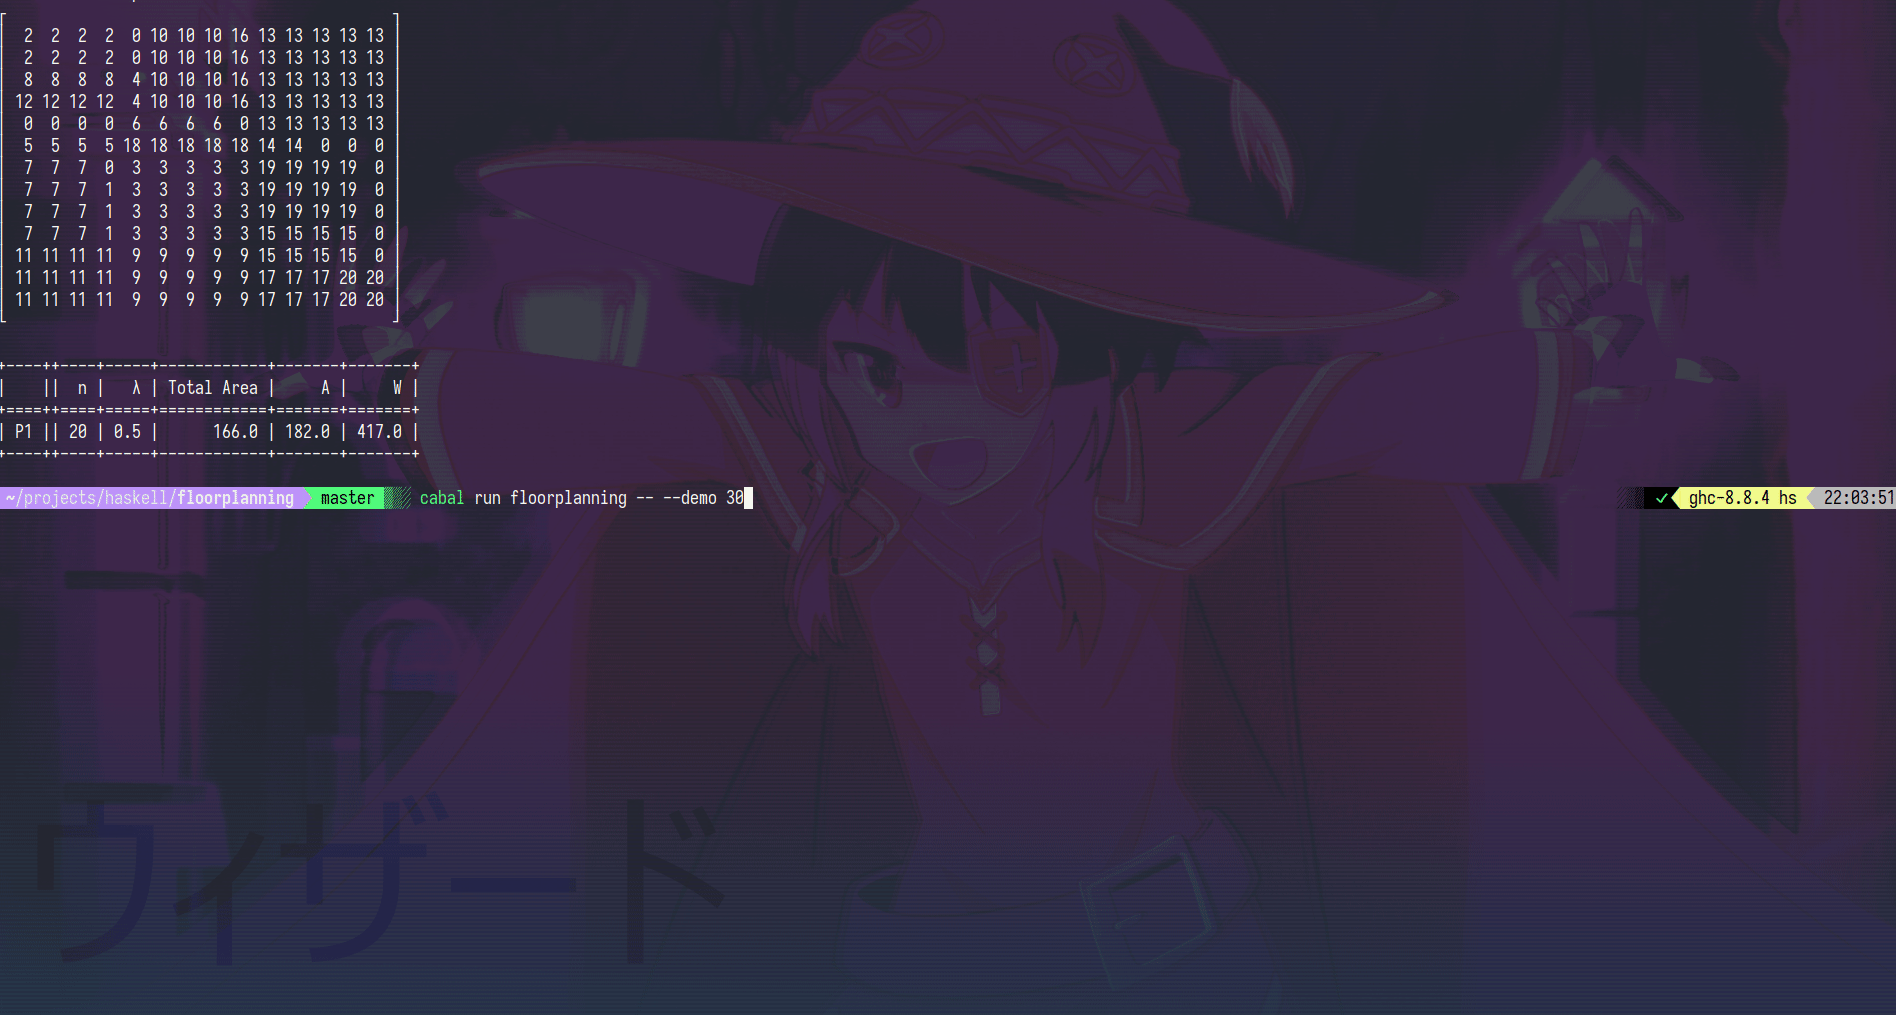 2 2 2 2 0 10 10 10 16 13 13 13 13 13
2 2 2 2 0 10 10 10 16 13 13 13 13 13
8 8 8 8 4 10 10 10 16 13 13 13 13 13
12 12 12 12 4 10 10 10 16 13 13 13 13 13
0 0 0 0 6 6 6 6 0 13 13 13 13 13
5 5 5 5 18 18 18 18 18 14 14 0 0 0
7 7 7 0 3 3 3 3 3 19 19 19 19 0
7 7 7 1 3 3 3 3 3 19 19 19 19 0
7 7 7 1 3 3 3 3 3 19 19 19 19 0
7 7 7 1 3 3 3 3 3 15 15 15 15 0
11 11 11 11 9 9 9 9 9 15 15 15 15 0
11 11 11 11 9 9 9 9 9 17 17 17 20 20
11 11 11 11 9 9 9 9 9 17 17 17 20 20
+----++----+-----+------------+-------+-------+
|    ||  n |   λ | Total Area |     A |     W |
+====++====+=====+============+=======+=======+
| P1 || 20 | 0.5 |      166.0 | 182.0 | 417.0 |
+----++----+-----+------------+-------+-------+
~/projects/haskell/floorplanning master cabal run floorplanning -- --demo 30 ✓ ghc-8.8.4 hs 22:03:51
ウィザード